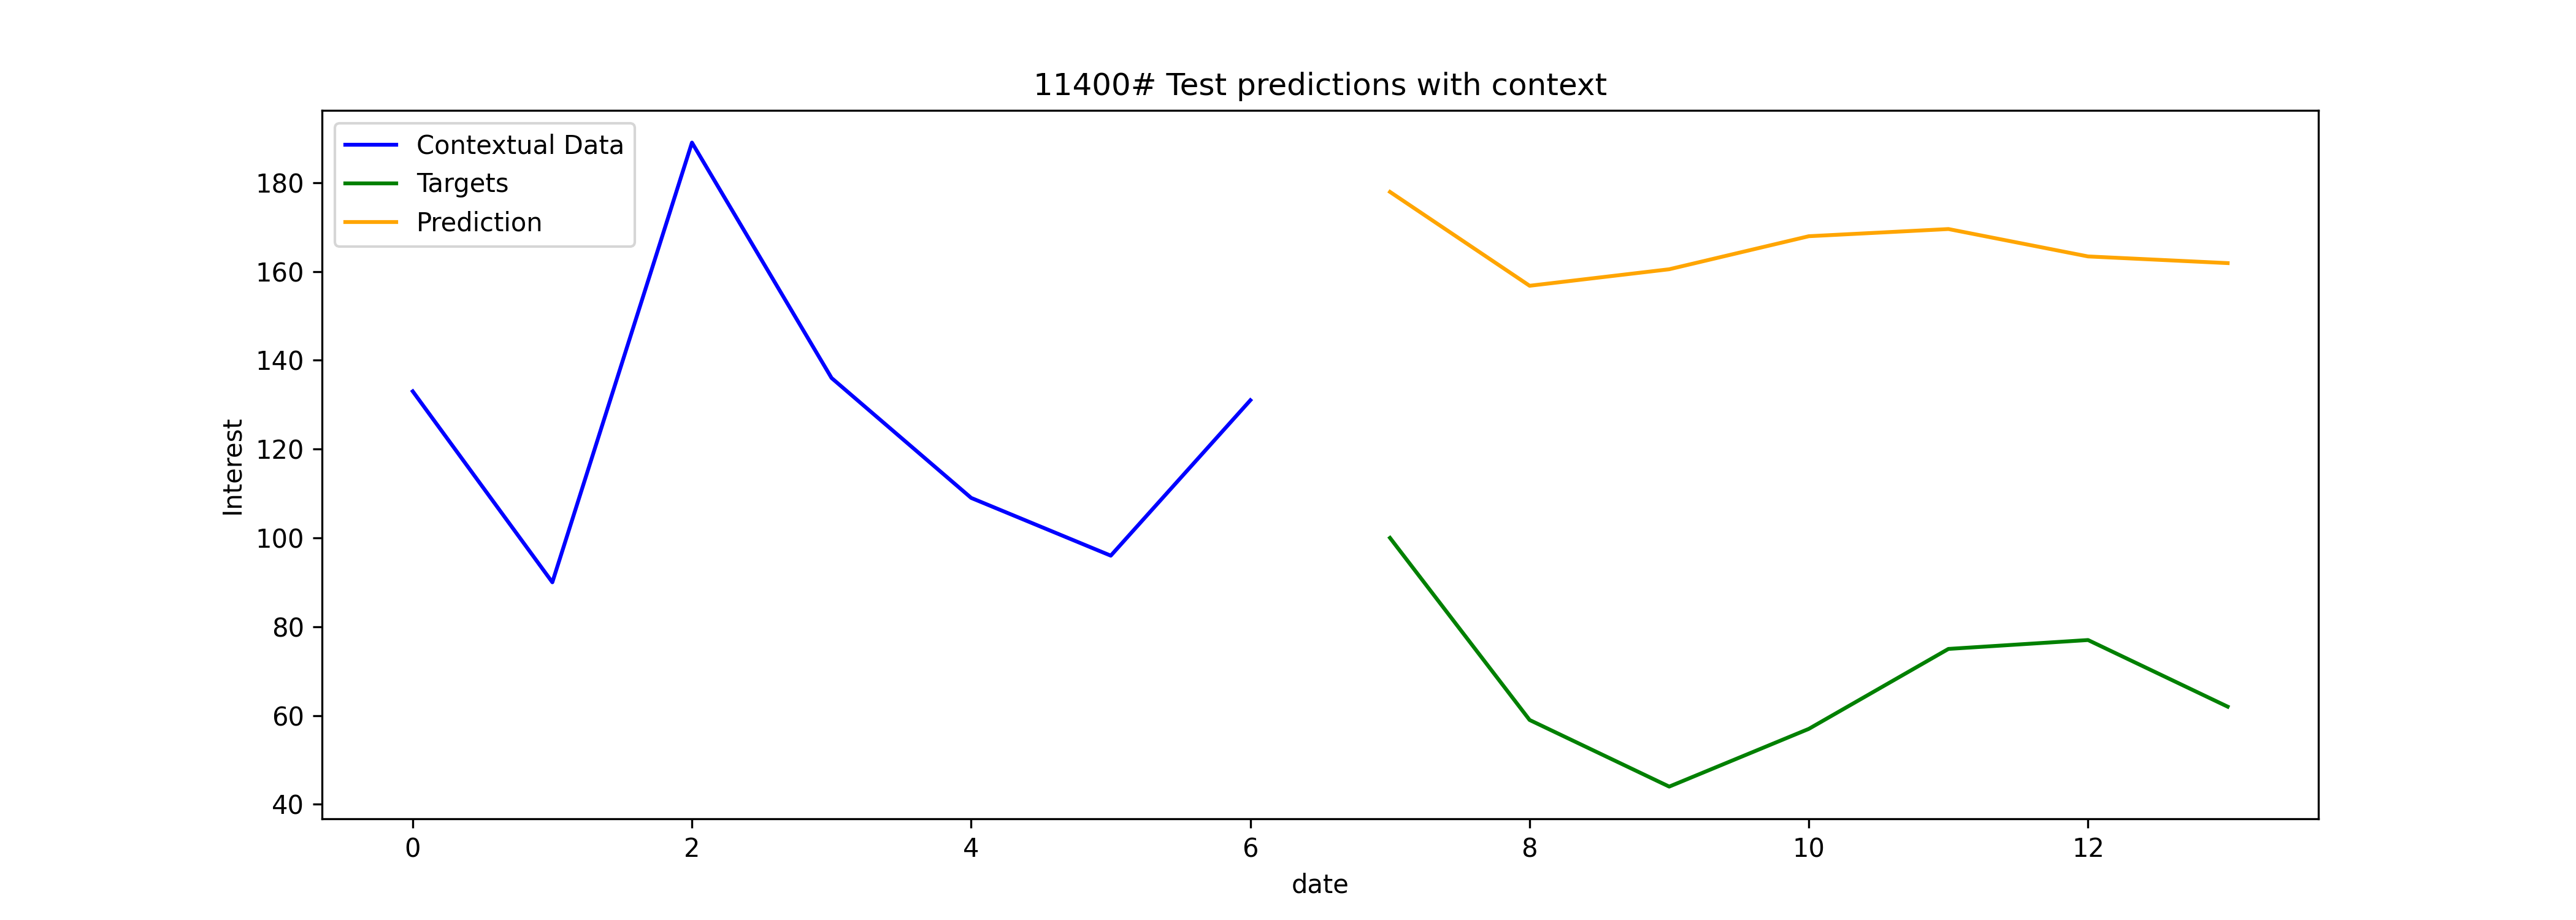 11400# Test predictions with context
Contextual Data
Targets
Prediction
180
160
140
120
100
80
60
40
Interest
0 2 4 6 8 10 12
date